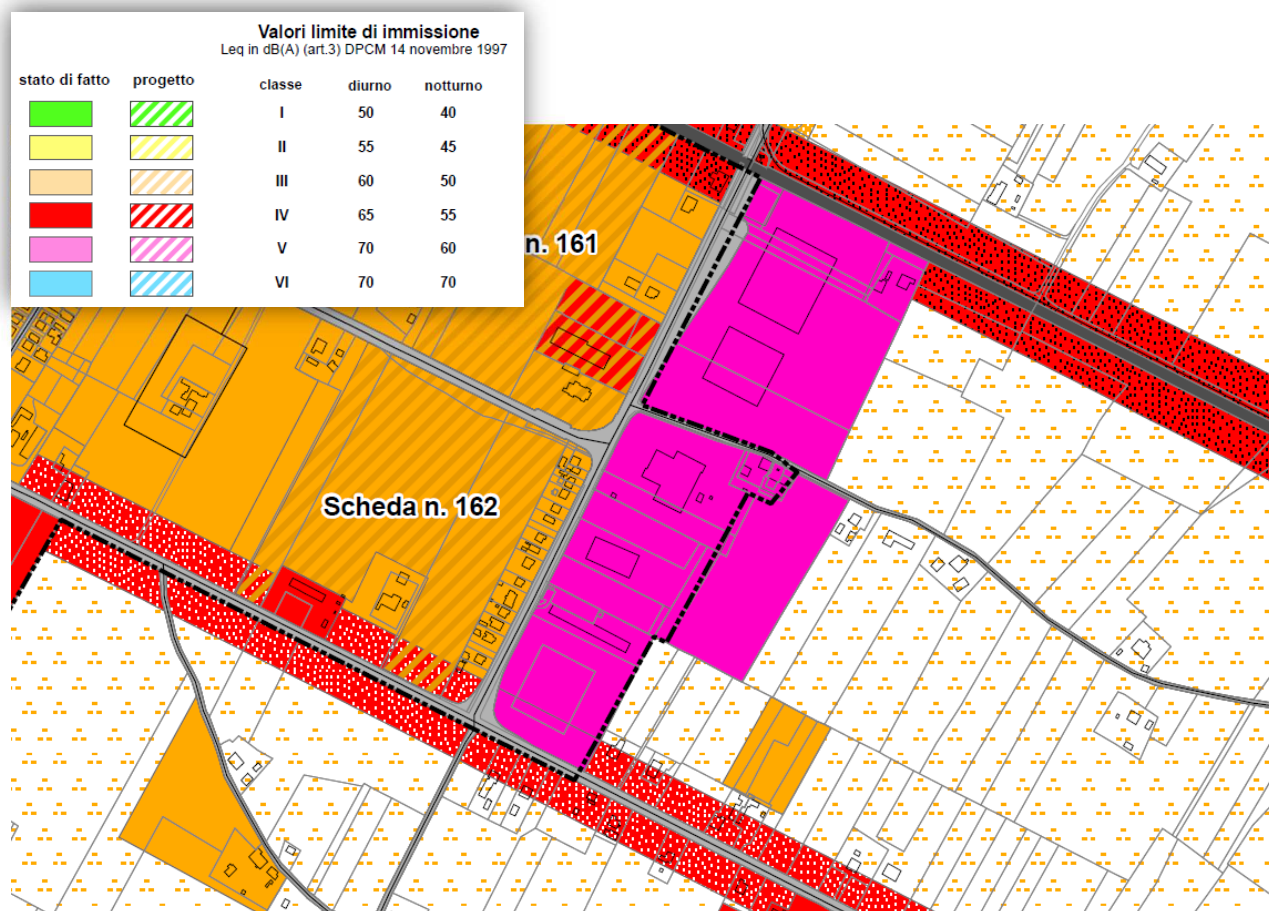 Valori limite di immissione
Leq in dB(A) (art.3) DPCM 14 novembre 1997
stato di fatto progetto classe diurno notturno
I 50 40
II 55 45
III 60 50
IV 65 55
V 70 60
VI 70 70
n. 161
Scheda n. 162